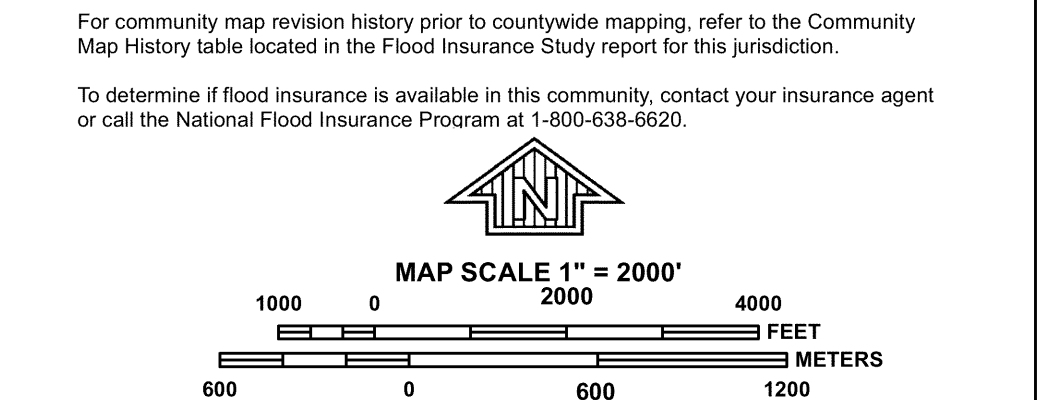 For community map revision history prior to countywide mapping, refer to the Community
Map History table located in the Flood Insurance Study report for this jurisdiction.
To determine if flood insurance is available in this community, contact your insurance agent
or call the National Flood Insurance Program at 1-800-638-6620.
N
MAP SCALE 1" = 2000'
1000 0 2000 4000
FEET
METERS
600 0 600 1200